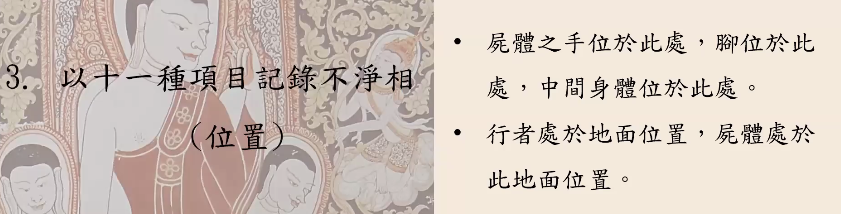 3. 以十一種項目記錄不淨相
（位置）
• 屍體之手位於此處，腳位於此
處，中間身體位於此處。
• 行者處於地面位置，屍體處於
此地面位置。